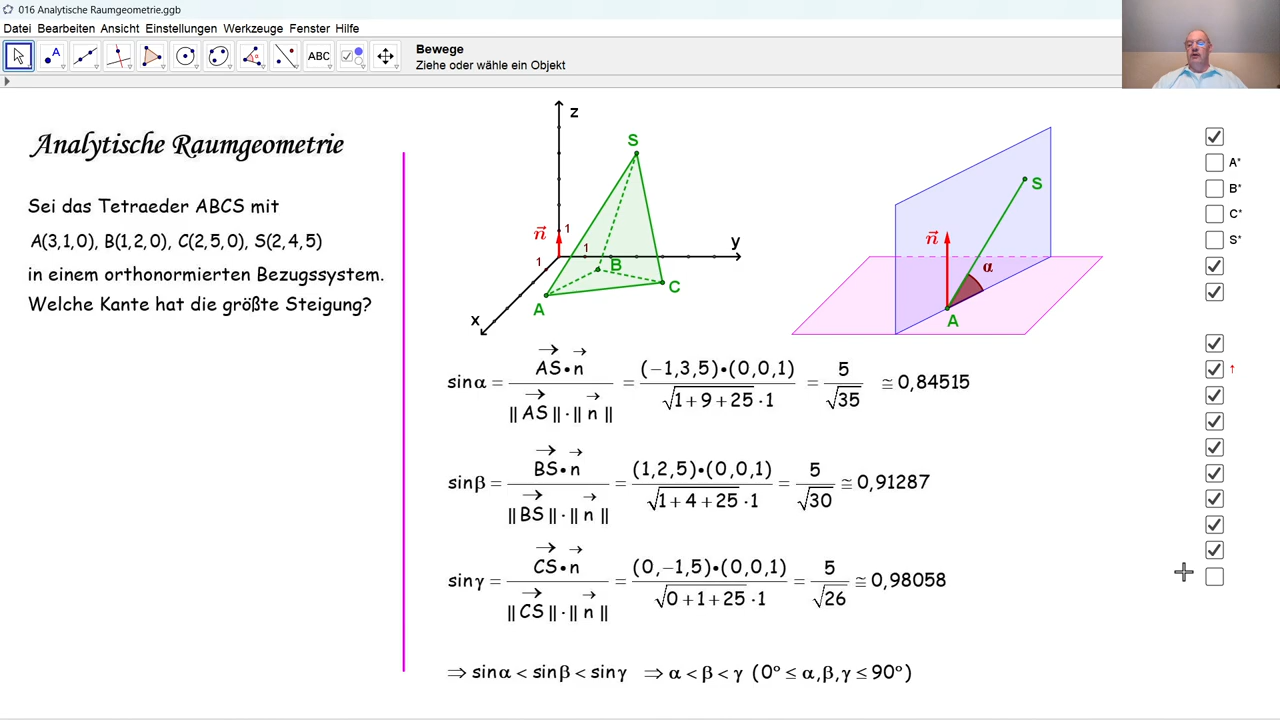 016 Analytische Raumgeometrie.ggb
Datei Bearbeiten Ansicht Einstellungen Werkzeuge Fenster Hilfe
A
ABC
Bewege
Ziehe oder wähle ein Objekt
Analytische Raumgeometrie
Sei das Tetraeder ABCS mit
A(3,1,0), B(1,2,0), C(2,5,0), S(2,4,5)
in einem orthonormierten Bezugssystem.
Welche Kante hat die größte Steigung?
z
S
n⃗ 1
1
y
1
B
C
A
x
S
n⃗
α
A
A*
B*
C*
S*
↑
sinα = (AS⃗•n⃗)/(||AS⃗||·||n⃗||) = ((−1,3,5)•(0,0,1))/(√(1+9+25)·1) = 5/√35 ≅ 0,84515
sinβ = (BS⃗•n⃗)/(||BS⃗||·||n⃗||) = ((1,2,5)•(0,0,1))/(√(1+4+25)·1) = 5/√30 ≅ 0,91287
sinγ = (CS⃗•n⃗)/(||CS⃗||·||n⃗||) = ((0,−1,5)•(0,0,1))/(√(0+1+25)·1) = 5/√26 ≅ 0,98058
⇒ sinα < sinβ < sinγ ⇒ α < β < γ (0° ≤ α,β,γ ≤ 90°)